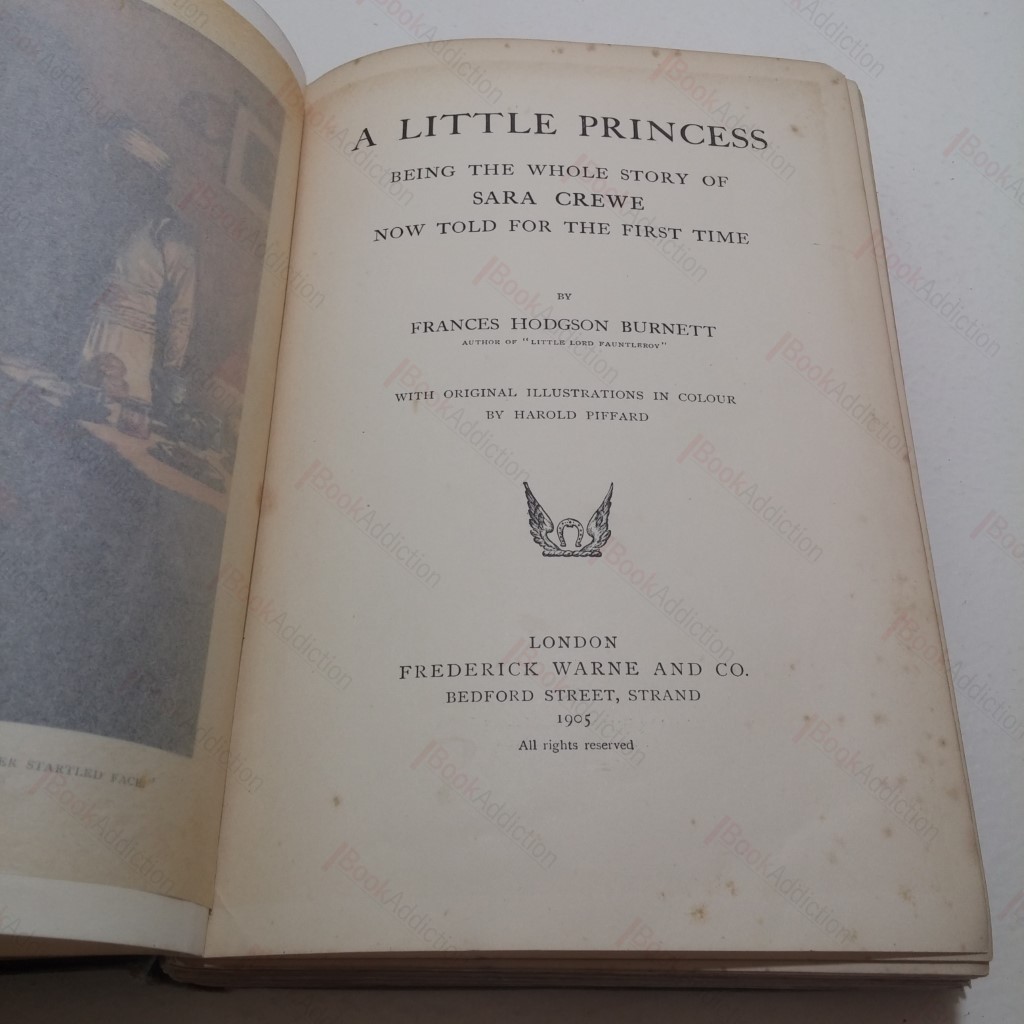 A LITTLE PRINCESS
BEING THE WHOLE STORY OF
SARA CREWE
NOW TOLD FOR THE FIRST TIME
BY
FRANCES HODGSON BURNETT
AUTHOR OF "LITTLE LORD FAUNTLEROY"
WITH ORIGINAL ILLUSTRATIONS IN COLOUR
BY HAROLD PIFFARD
LONDON
FREDERICK WARNE AND CO.
BEDFORD STREET, STRAND
1905
All rights reserved
STARTLED FACE."
BookAddiction